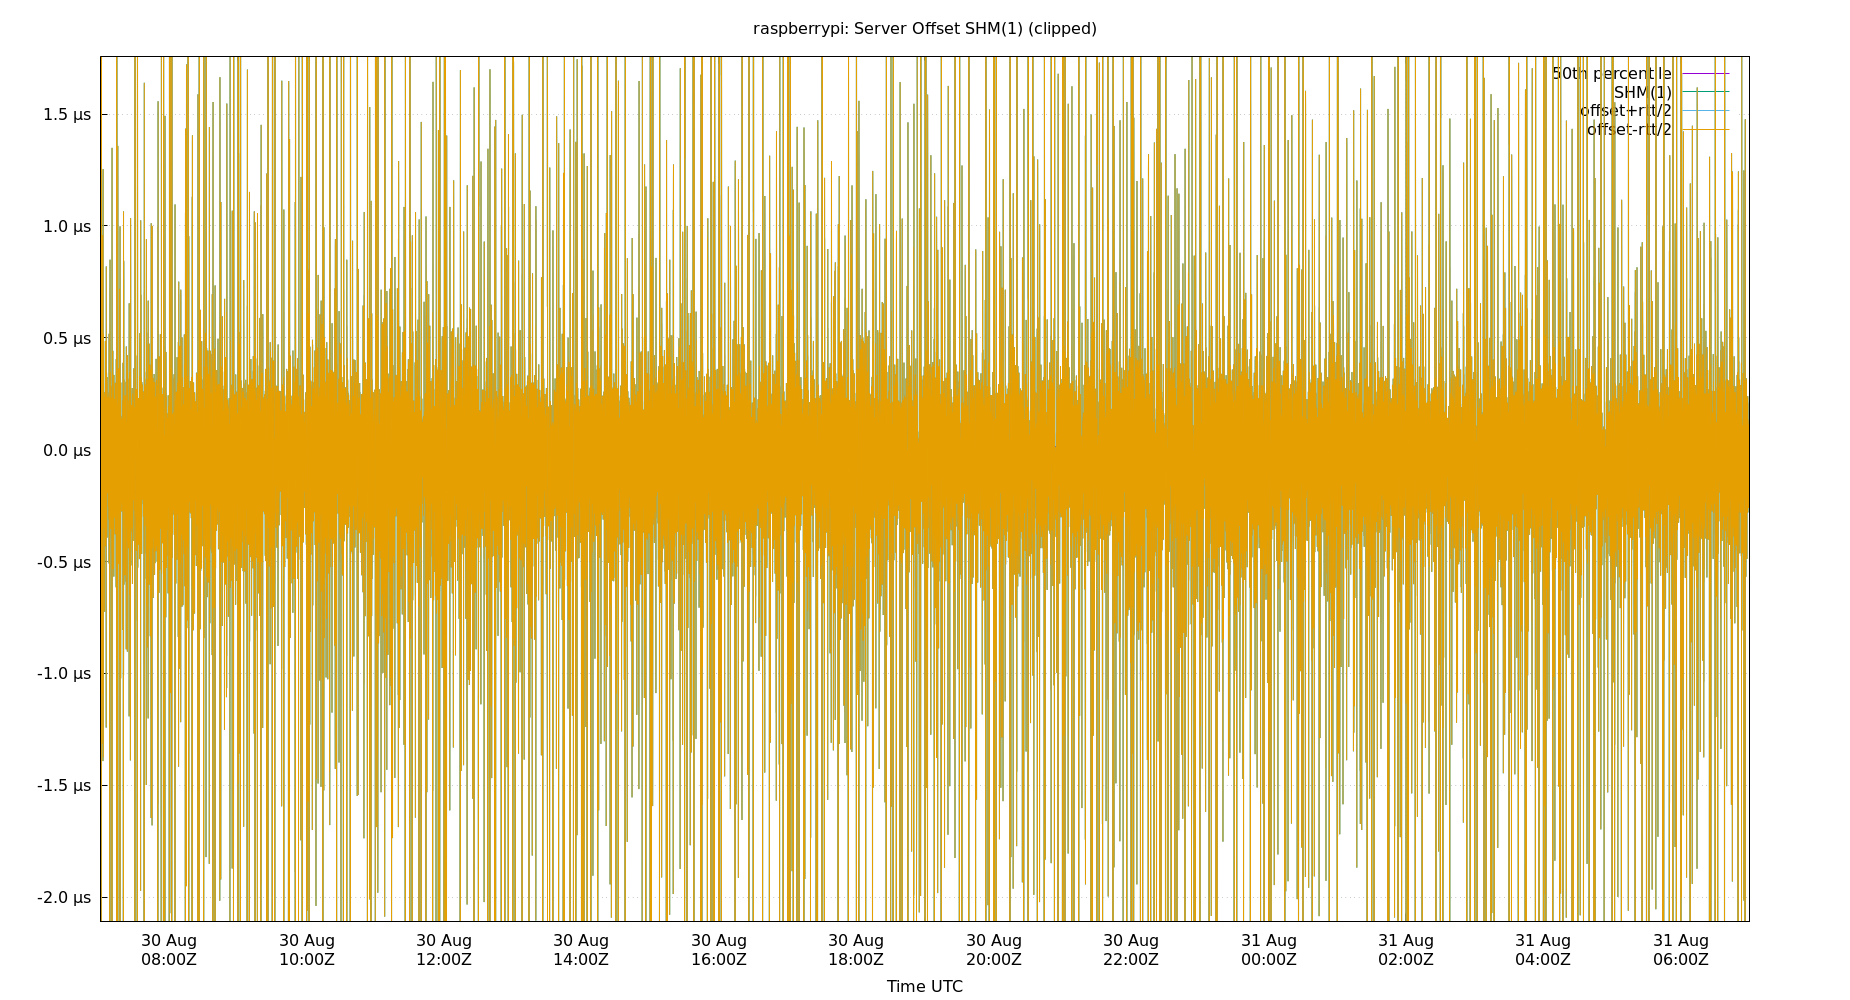 raspberrypi: Server Offset SHM(1) (clipped)
50th percentile
SHM(1)
offset+rtt/2
offset-rtt/2
1.5 µs
1.0 µs
0.5 µs
0.0 µs
-0.5 µs
-1.0 µs
-1.5 µs
-2.0 µs
30 Aug 30 Aug 30 Aug 30 Aug 30 Aug 30 Aug 30 Aug 30 Aug 31 Aug 31 Aug 31 Aug 31 Aug
08:00Z 10:00Z 12:00Z 14:00Z 16:00Z 18:00Z 20:00Z 22:00Z 00:00Z 02:00Z 04:00Z 06:00Z
Time UTC